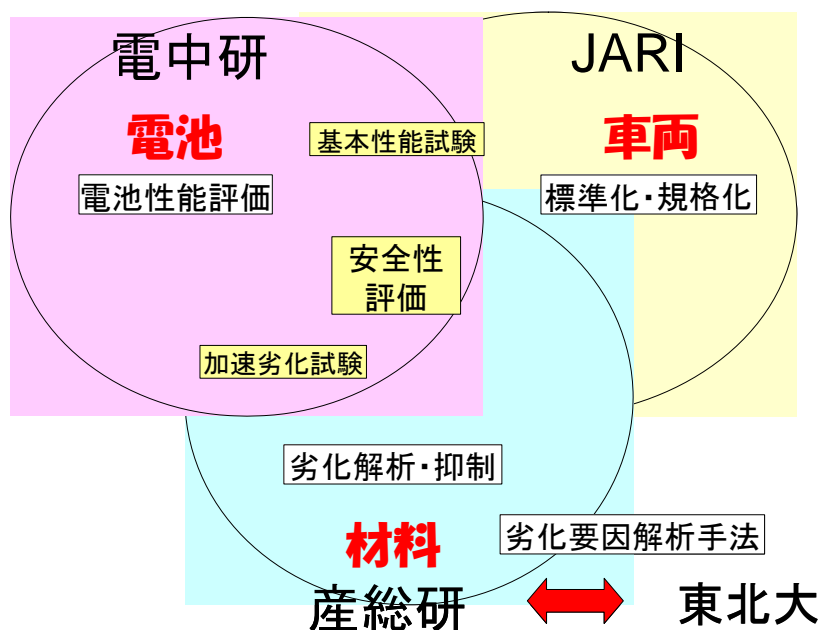 電中研
JARI
電池
基本性能試験
車両
電池性能評価
標準化・規格化
安全性
評価
加速劣化試験
劣化解析・抑制
材料
劣化要因解析手法
産総研
東北大